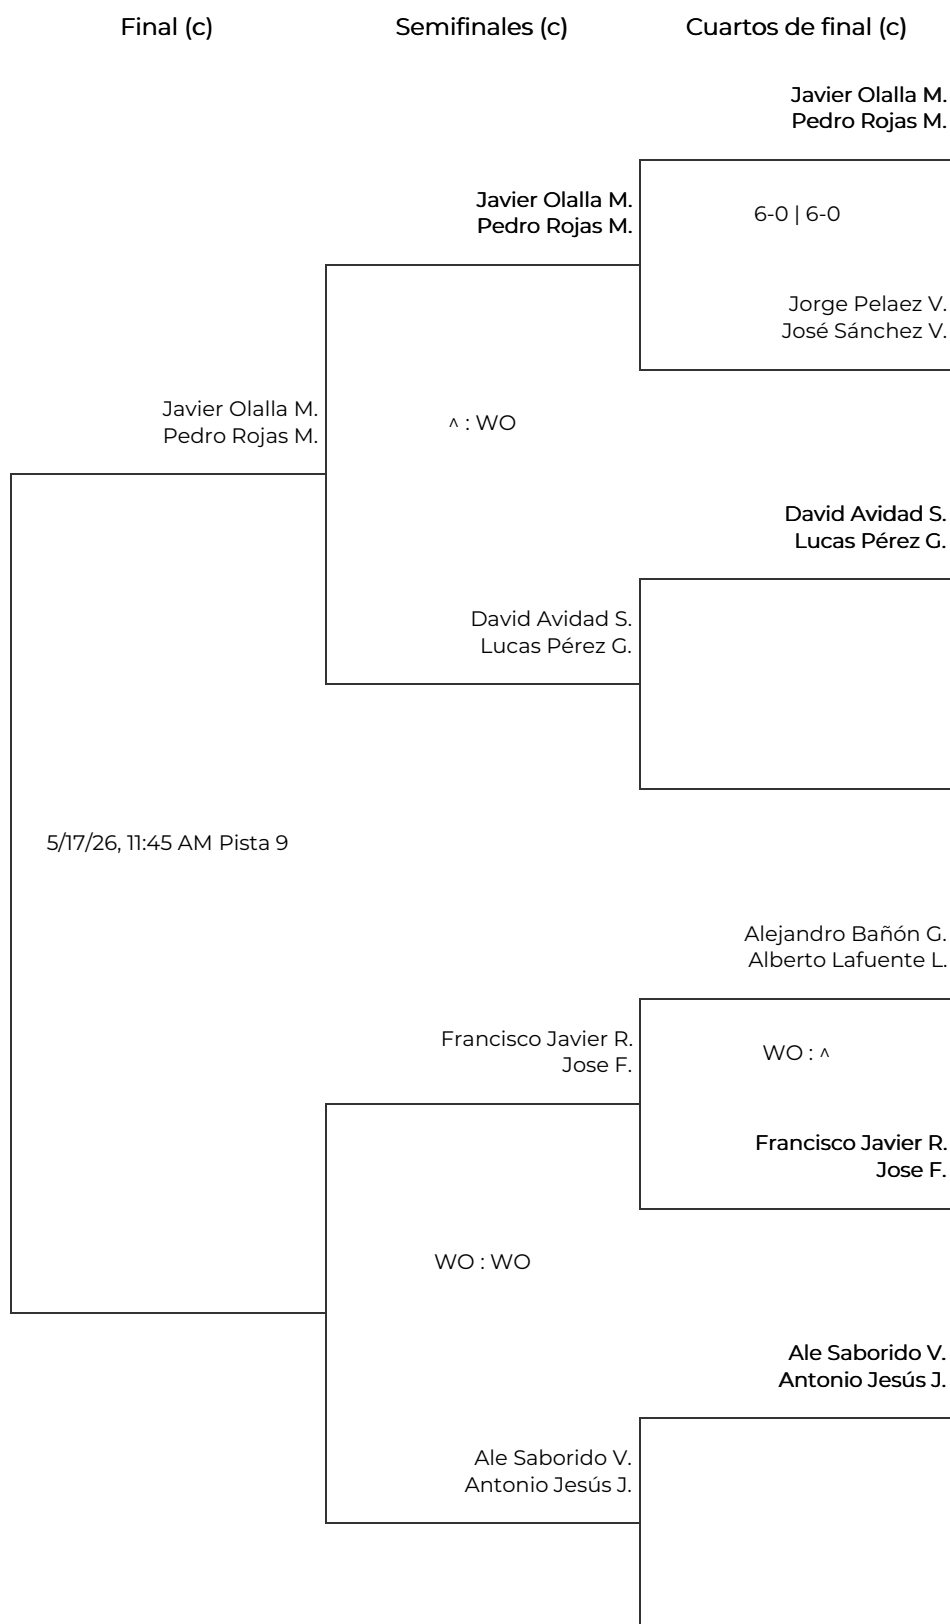 Final (c)
Semifinales (c)
Cuartos de final (c)
Javier Olalla M.
Pedro Rojas M.
Javier Olalla M.
Pedro Rojas M.
6-0 | 6-0
Jorge Pelaez V.
José Sánchez V.
Javier Olalla M.
Pedro Rojas M.
^ : WO
David Avidad S.
Lucas Pérez G.
David Avidad S.
Lucas Pérez G.
5/17/26, 11:45 AM Pista 9
Alejandro Bañón G.
Alberto Lafuente L.
Francisco Javier R.
Jose F.
WO : ^
Francisco Javier R.
Jose F.
WO : WO
Ale Saborido V.
Antonio Jesús J.
Ale Saborido V.
Antonio Jesús J.